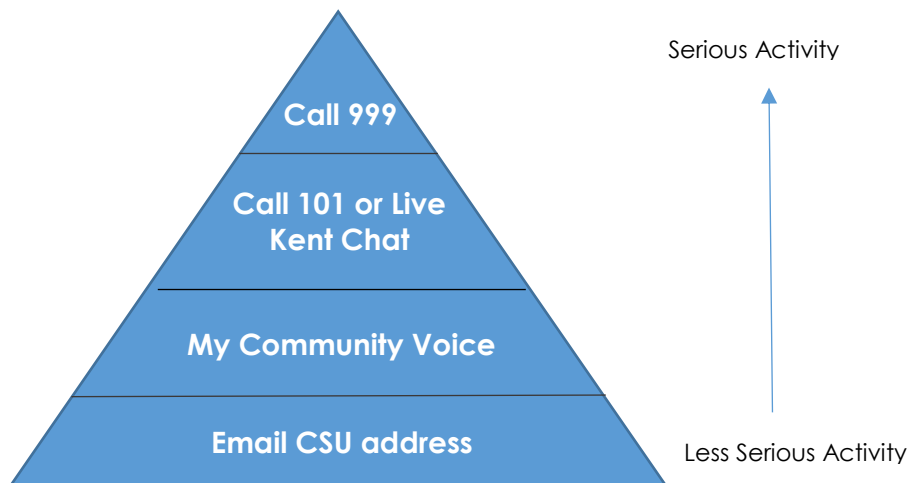 Serious Activity
Call 999
Call 101 or Live
Kent Chat
My Community Voice
Email CSU address
Less Serious Activity